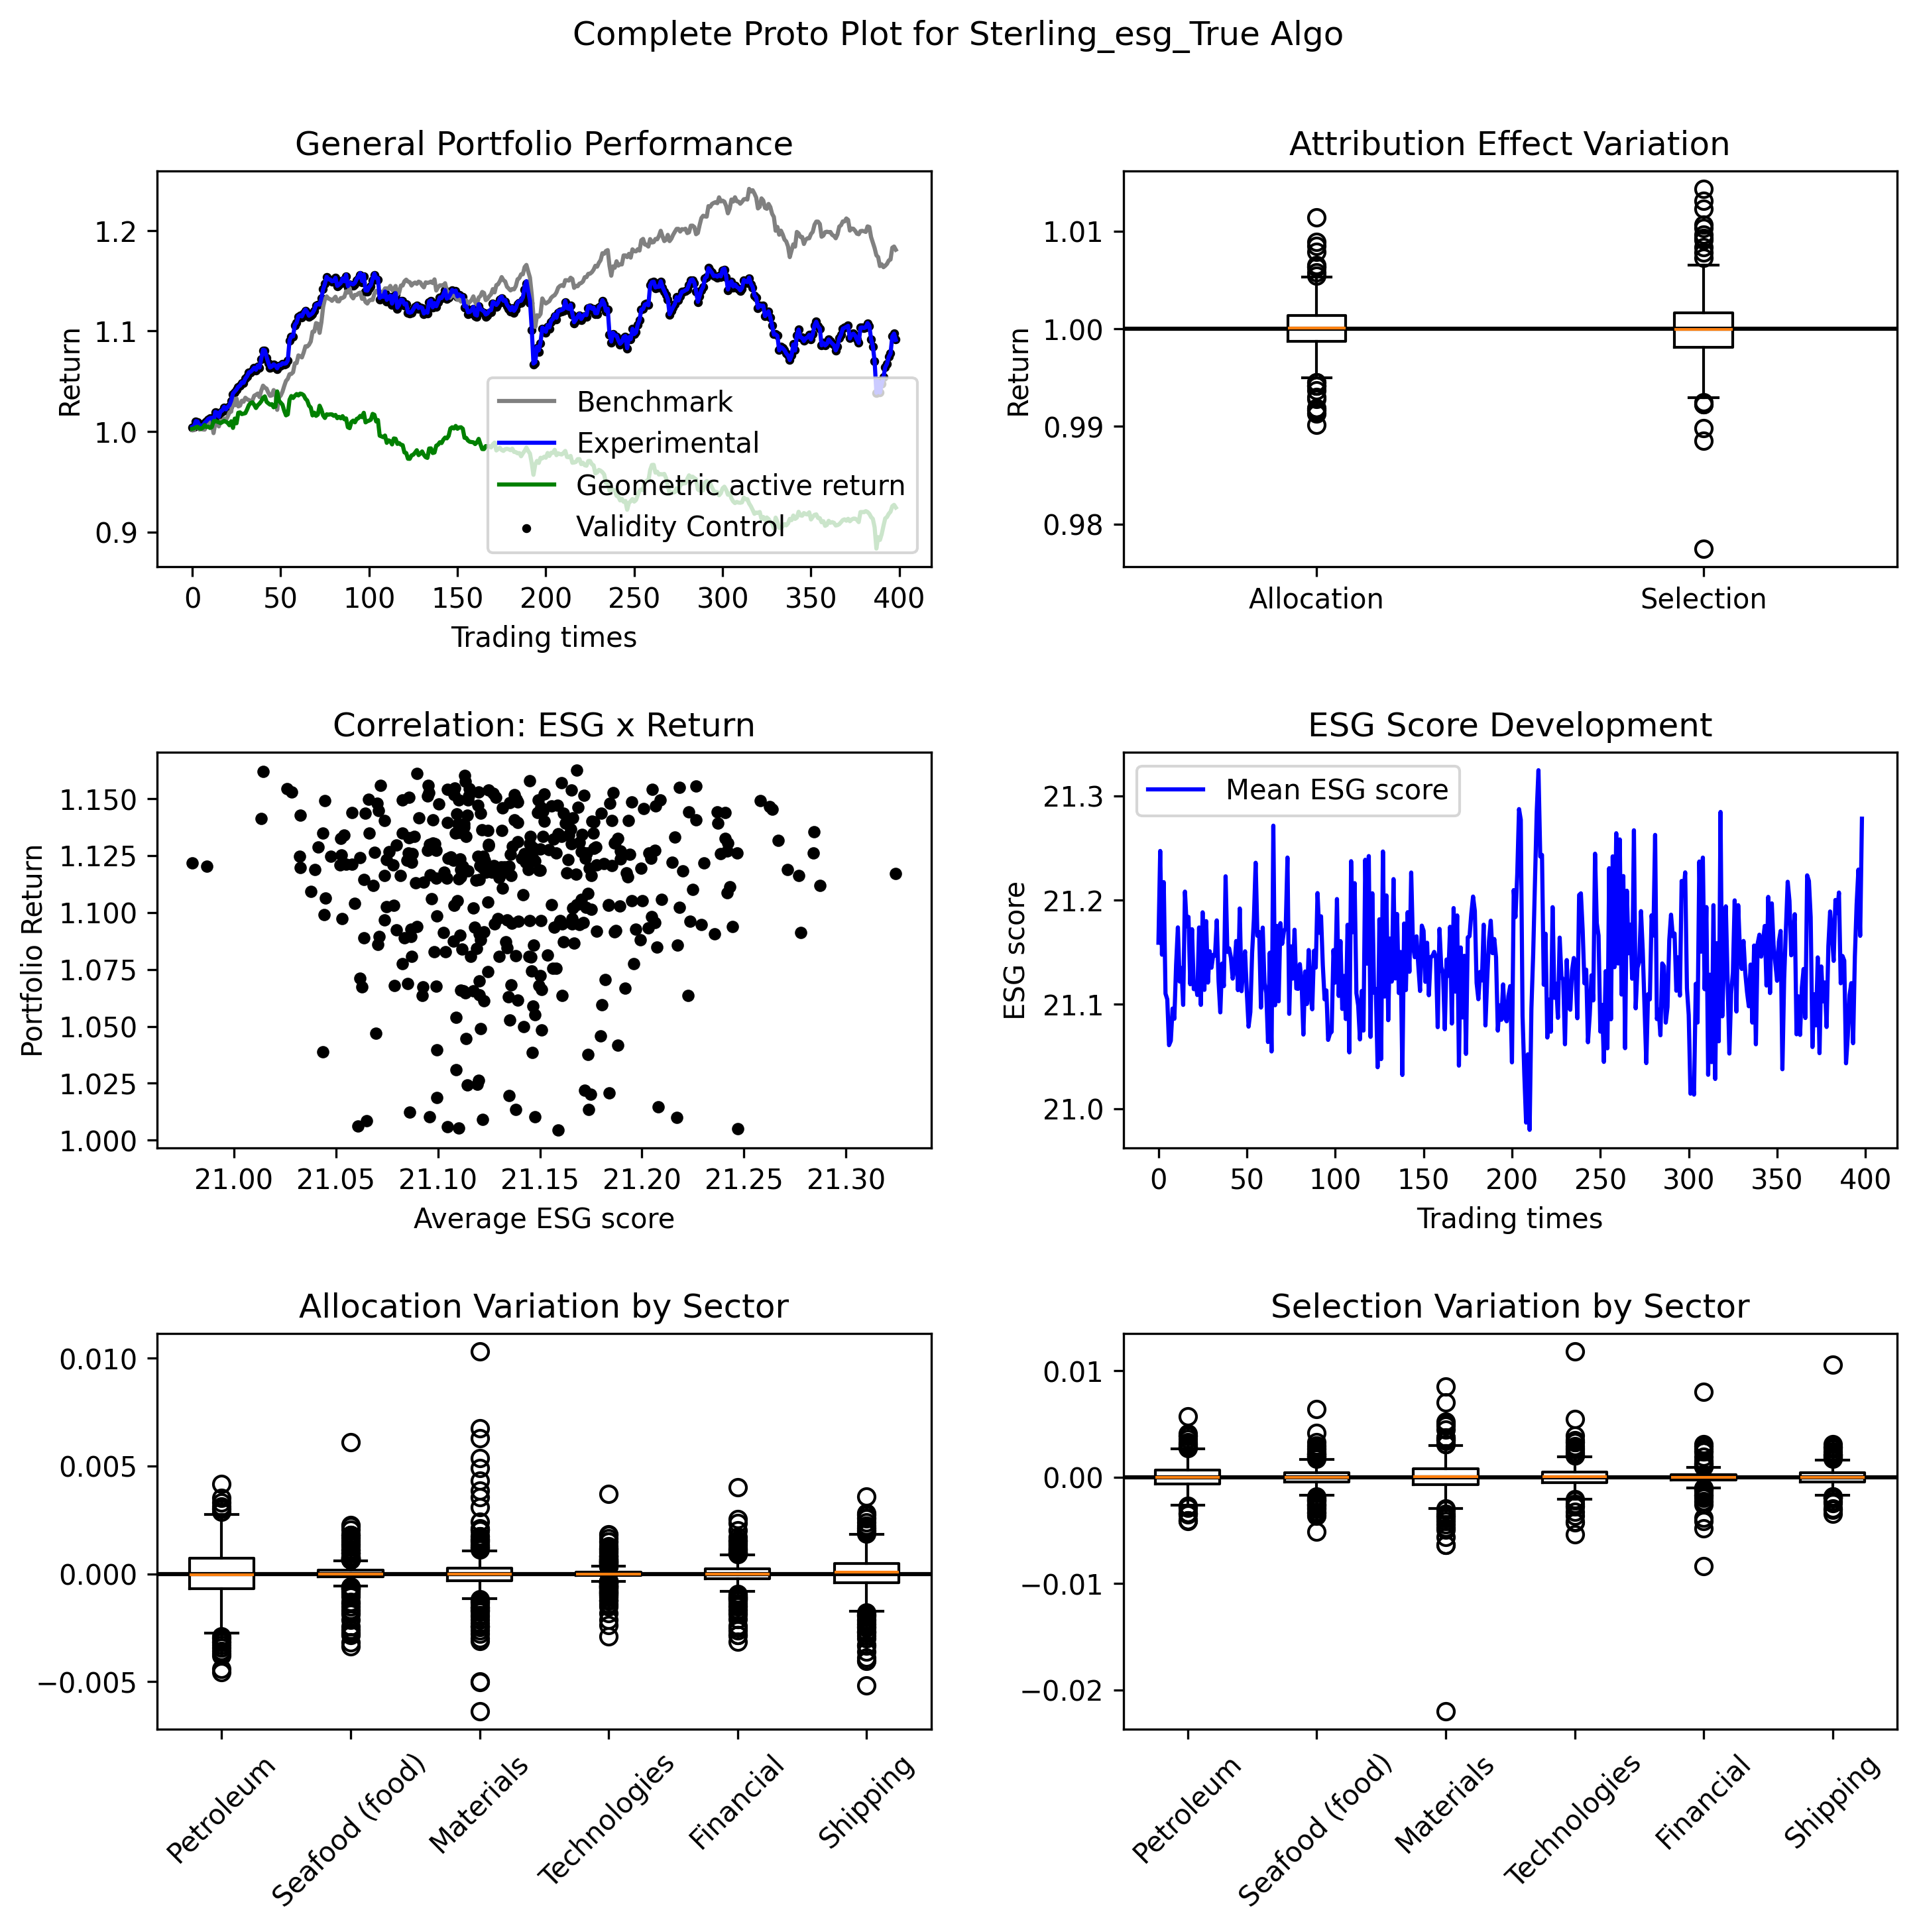 Complete Proto Plot for Sterling_esg_True Algo
General Portfolio Performance
Return
1.2
1.1
1.0
0.9
Benchmark
Experimental
Geometric active return
Validity Control
0 50 100 150 200 250 300 350 400
Trading times
Attribution Effect Variation
Return
1.01
1.00
0.99
0.98
Allocation Selection
Correlation: ESG x Return
Portfolio Return
1.150
1.125
1.100
1.075
1.050
1.025
1.000
21.00 21.05 21.10 21.15 21.20 21.25 21.30
Average ESG score
ESG Score Development
ESG score
Mean ESG score
21.3
21.2
21.1
21.0
0 50 100 150 200 250 300 350 400
Trading times
Allocation Variation by Sector
0.010
0.005
0.000
−0.005
Petroleum Seafood (food) Materials Technologies Financial Shipping
Selection Variation by Sector
0.01
0.00
−0.01
−0.02
Petroleum Seafood (food) Materials Technologies Financial Shipping